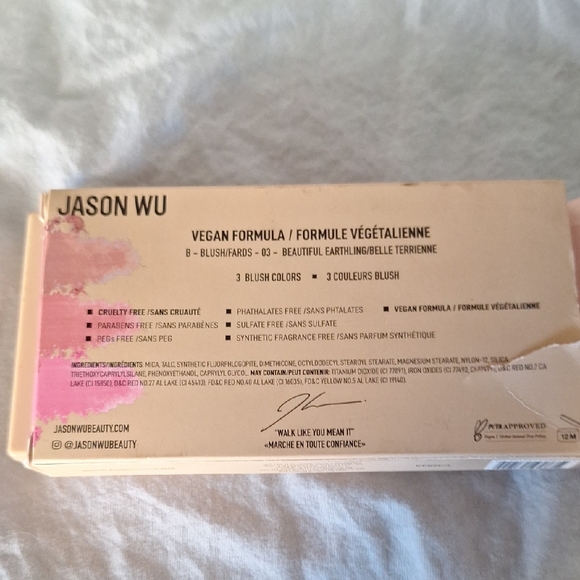 JASON WU
VEGAN FORMULA / FORMULE VÉGÉTALIENNE
B - BLUSH/FARDS - 03 - BEAUTIFUL EARTHLING/BELLE TERRIENNE
3 BLUSH COLORS ▪ 3 COULEURS BLUSH
▪ CRUELTY FREE /SANS CRUAUTÉ ▪ PHATHALATES FREE /SANS PHTALATES ▪ VEGAN FORMULA / FORMULE VÉGÉTALIENNE
▪ PARABENS FREE /SANS PARABÈNES ▪ SULFATE FREE /SANS SULFATE
▪ PEGs FREE /SANS PEG ▪ SYNTHETIC FRAGRANCE FREE /SANS PARFUM SYNTHÉTIQUE
INGREDIENTS/INGRÉDIENTS: MICA, TALC, SYNTHETIC FLUORPHLOGOPITE, DIMETHICONE, OCTYLDODECYL STEAROYL STEARATE, MAGNESIUM STEARATE, NYLON-12, SILICA,
TRIETHOXYCAPRYLYLSILANE, PHENOXYETHANOL, CAPRYLYL GLYCOL. MAY CONTAIN/PEUT CONTENIR: TITANIUM DIOXIDE (CI 77891), IRON OXIDES (CI 77491), D&C RED NO.7 CA
LAKE (CI 15850), D&C RED NO.27 AL LAKE (CI 45410), FD&C RED NO.40 AL LAKE (CI 16035), FD&C YELLOW NO.5 AL LAKE (CI 19140).
JASONWUBEAUTY.COM
@JASONWUBEAUTY
"WALK LIKE YOU MEAN IT"
«MARCHE EN TOUTE CONFIANCE»
PETA APPROVED
12 M